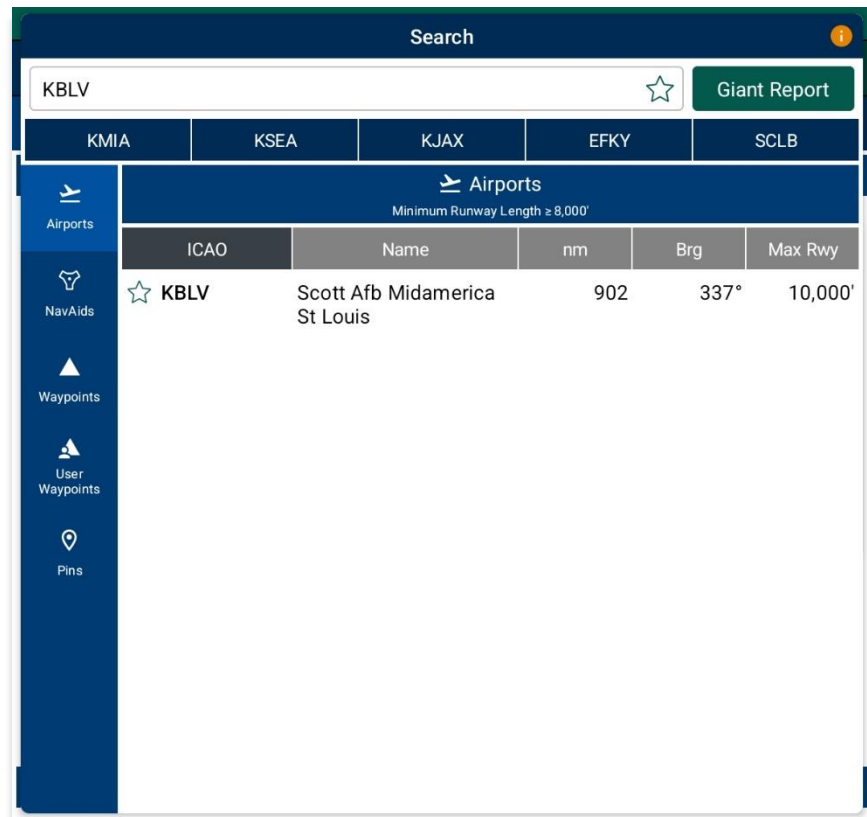 Search
KBLV
Giant Report
KMIA KSEA KJAX EFKY SCLB
Airports
Airports
Minimum Runway Length ≥ 8,000'
ICAO Name nm Brg Max Rwy
KBLV Scott Afb Midamerica 902 337° 10,000'
St Louis
NavAids
Waypoints
User
Waypoints
Pins